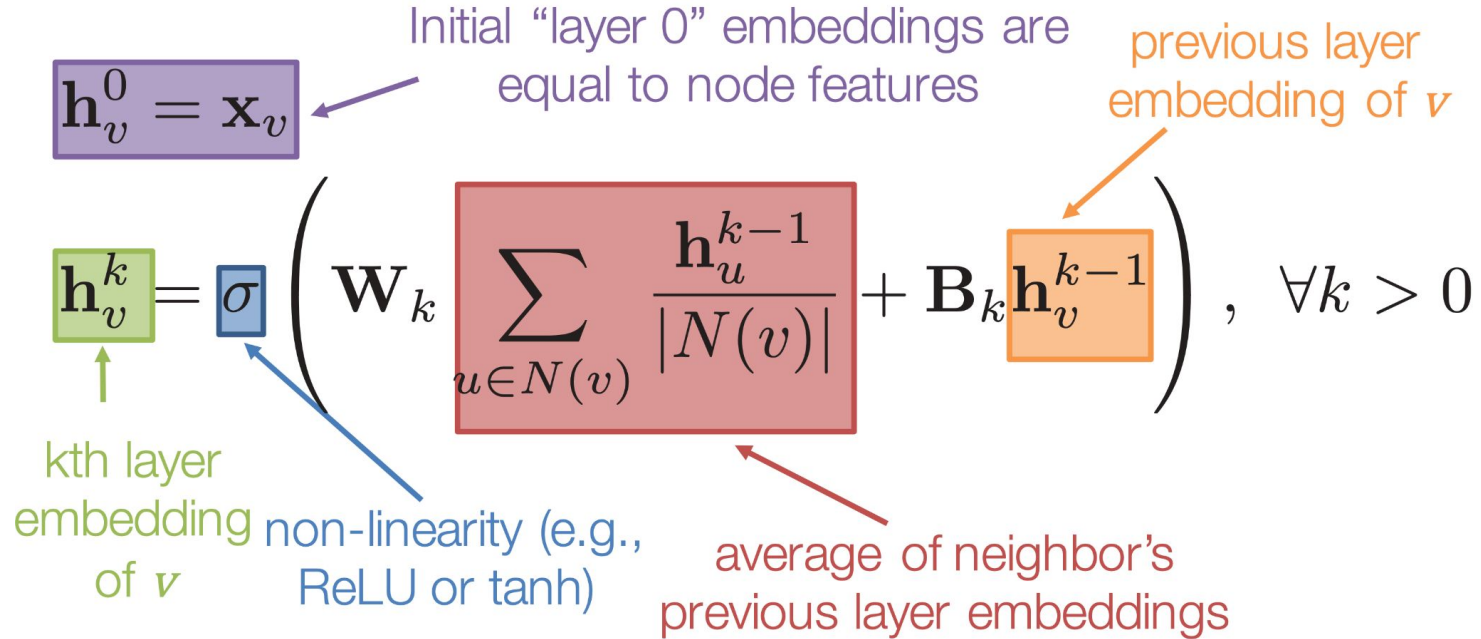 Initial “layer 0” embeddings are
equal to node features
previous layer
embedding of v
h_v^0 = x_v
h_v^k = σ ( W_k ∑_{u∈N(v)} h_u^{k−1} / |N(v)| + B_k h_v^{k−1} ) , ∀k > 0
kth layer
embedding
of v
non-linearity (e.g.,
ReLU or tanh)
average of neighbor’s
previous layer embeddings